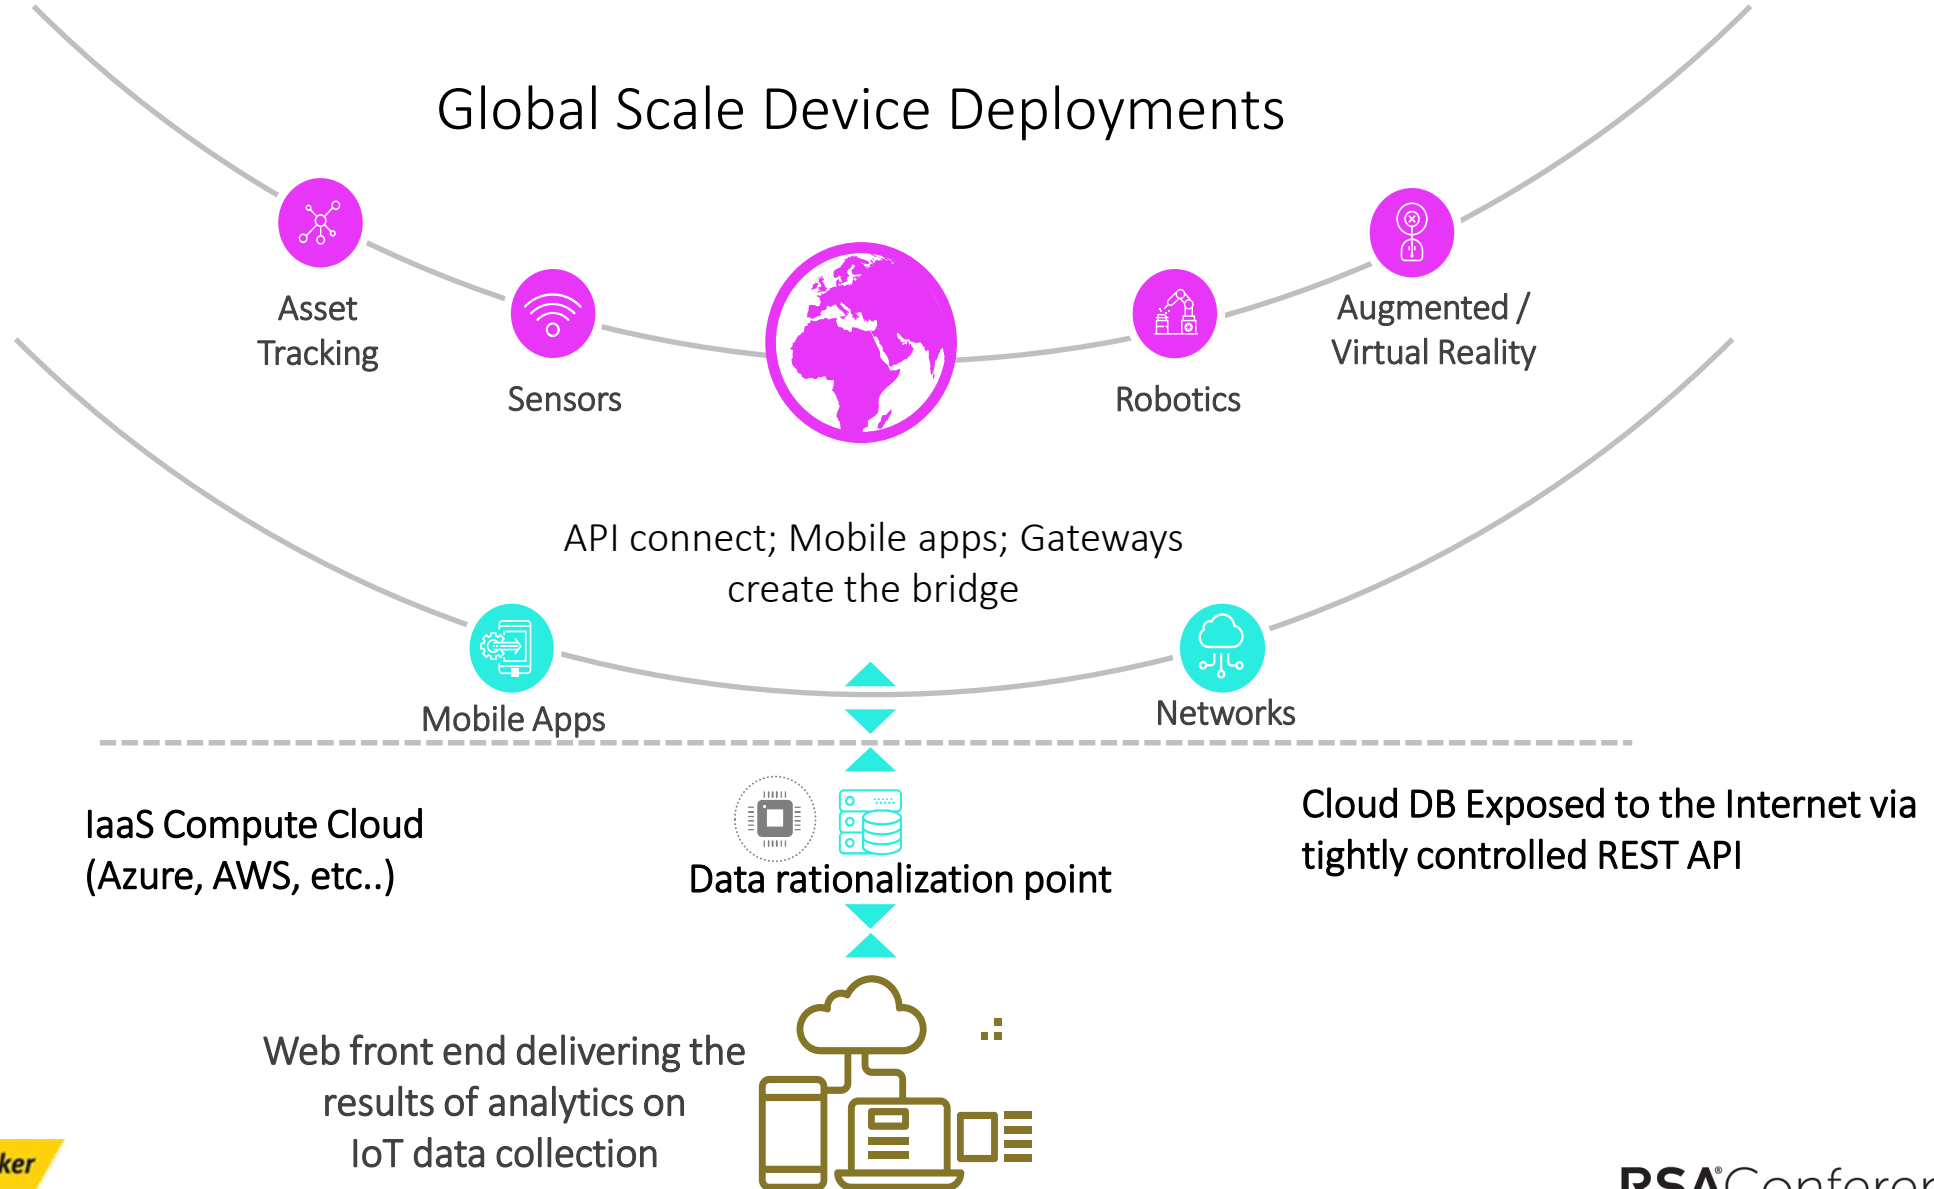 Global Scale Device Deployments
Asset
Tracking
Sensors
Robotics
Augmented /
Virtual Reality
API connect; Mobile apps; Gateways
create the bridge
Mobile Apps
Networks
IaaS Compute Cloud
(Azure, AWS, etc..)
Data rationalization point
Cloud DB Exposed to the Internet via
tightly controlled REST API
Web front end delivering the
results of analytics on
IoT data collection
ker
RSA®Conferen